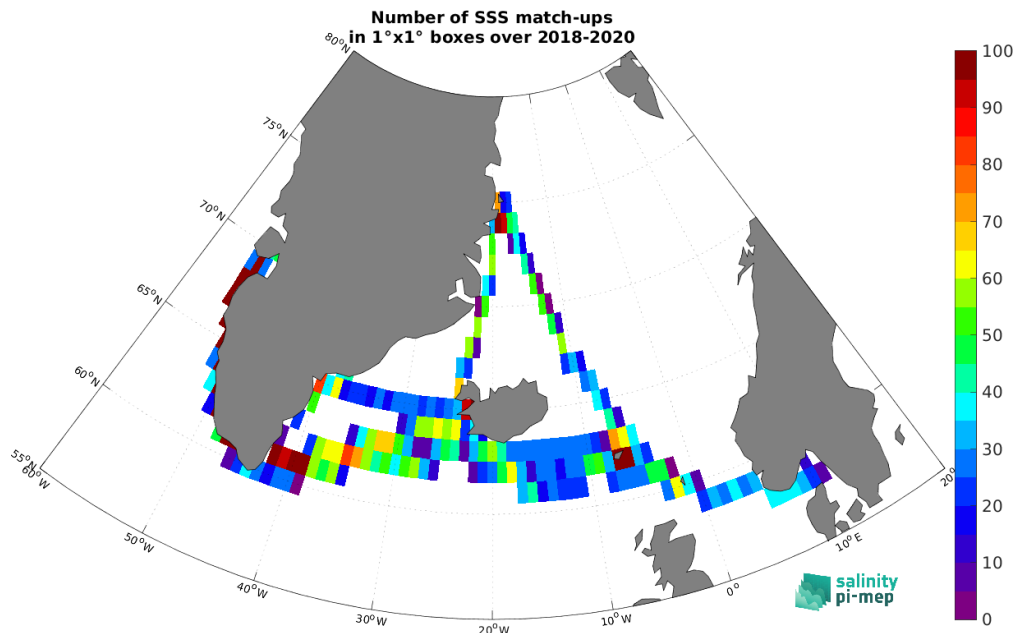 Number of SSS match-ups
in 1°x1° boxes over 2018-2020
80°N
75°N
70°N
65°N
60°N
55°N
60°W
50°W
40°W
30°W
20°W
10°W
0°
10°E
20°
100
90
80
70
60
50
40
30
20
10
0
salinity
pi-mep